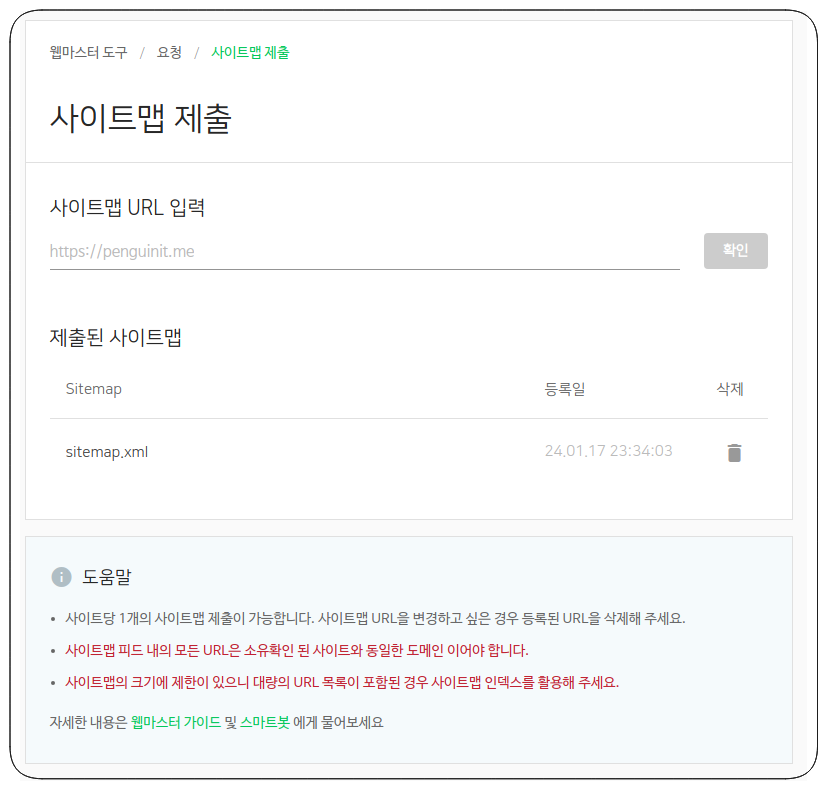 웹마스터 도구 / 요청 / 사이트맵 제출
사이트맵 제출
사이트맵 URL 입력
https://penguinit.me
확인
제출된 사이트맵
Sitemap 등록일 삭제
sitemap.xml 24.01.17 23:34:03
도움말
• 사이트당 1개의 사이트맵 제출이 가능합니다. 사이트맵 URL을 변경하고 싶은 경우 등록된 URL을 삭제해 주세요.
• 사이트맵 피드 내의 모든 URL은 소유확인 된 사이트와 동일한 도메인 이어야 합니다.
• 사이트맵의 크기에 제한이 있으니 대량의 URL 목록이 포함된 경우 사이트맵 인덱스를 활용해 주세요.
자세한 내용은 웹마스터 가이드 및 스마트봇 에게 물어보세요